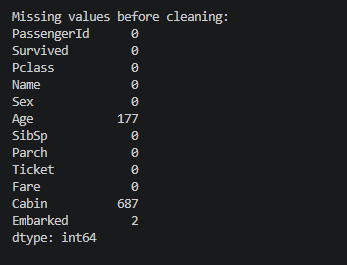 Missing values before cleaning:
PassengerId      0
Survived         0
Pclass           0
Name             0
Sex              0
Age            177
SibSp            0
Parch            0
Ticket           0
Fare             0
Cabin          687
Embarked         2
dtype: int64